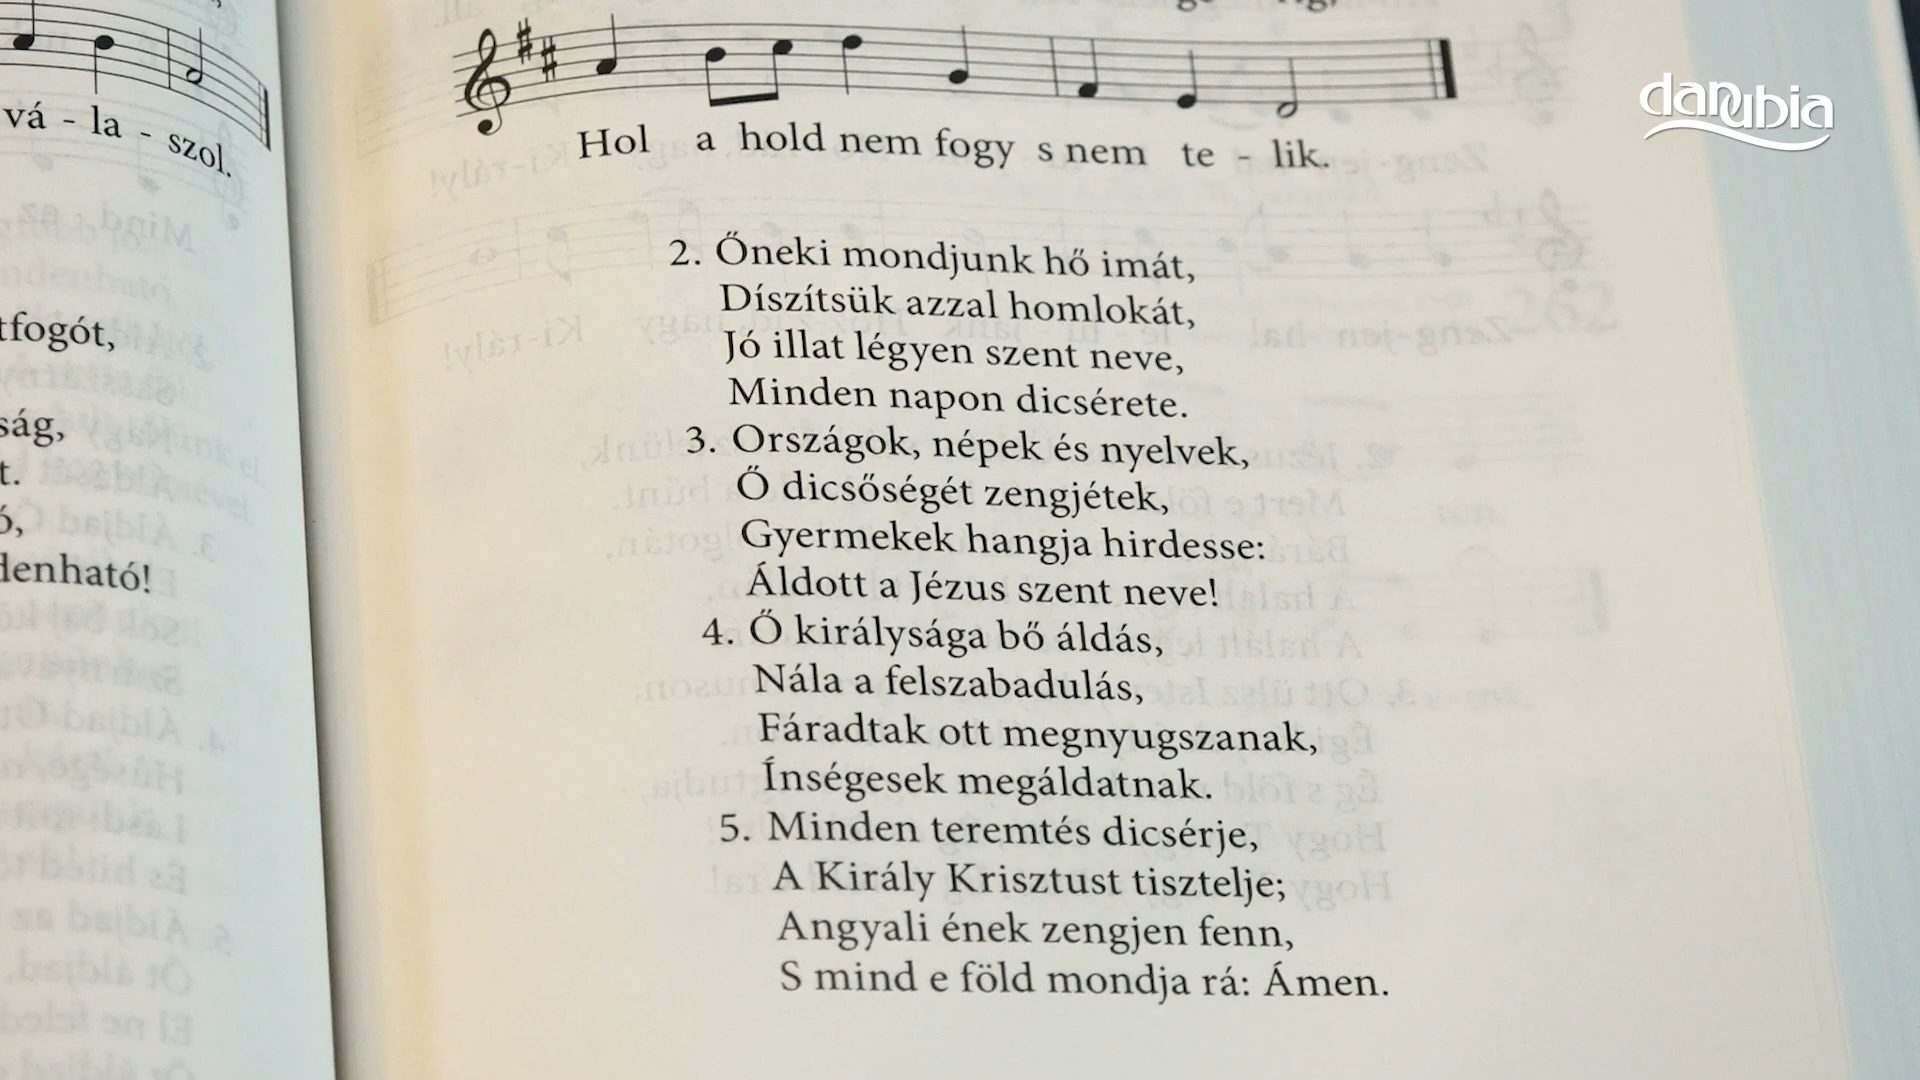 vá - la - szol.
tfogót,
ság,
t.
ó,
denható!
Hol a hold nem fogy s nem te - lik.
2. Őneki mondjunk hő imát,
Díszítsük azzal homlokát,
Jó illat légyen szent neve,
Minden napon dicsérete.
3. Országok, népek és nyelvek,
Ő dicsőségét zengjétek,
Gyermekek hangja hirdesse:
Áldott a Jézus szent neve!
4. Ő királysága bő áldás,
Nála a felszabadulás,
Fáradtak ott megnyugszanak,
Ínségesek megáldatnak.
5. Minden teremtés dicsérje,
A Király Krisztust tisztelje;
Angyali ének zengjen fenn,
S mind e föld mondja rá: Ámen.
danubia